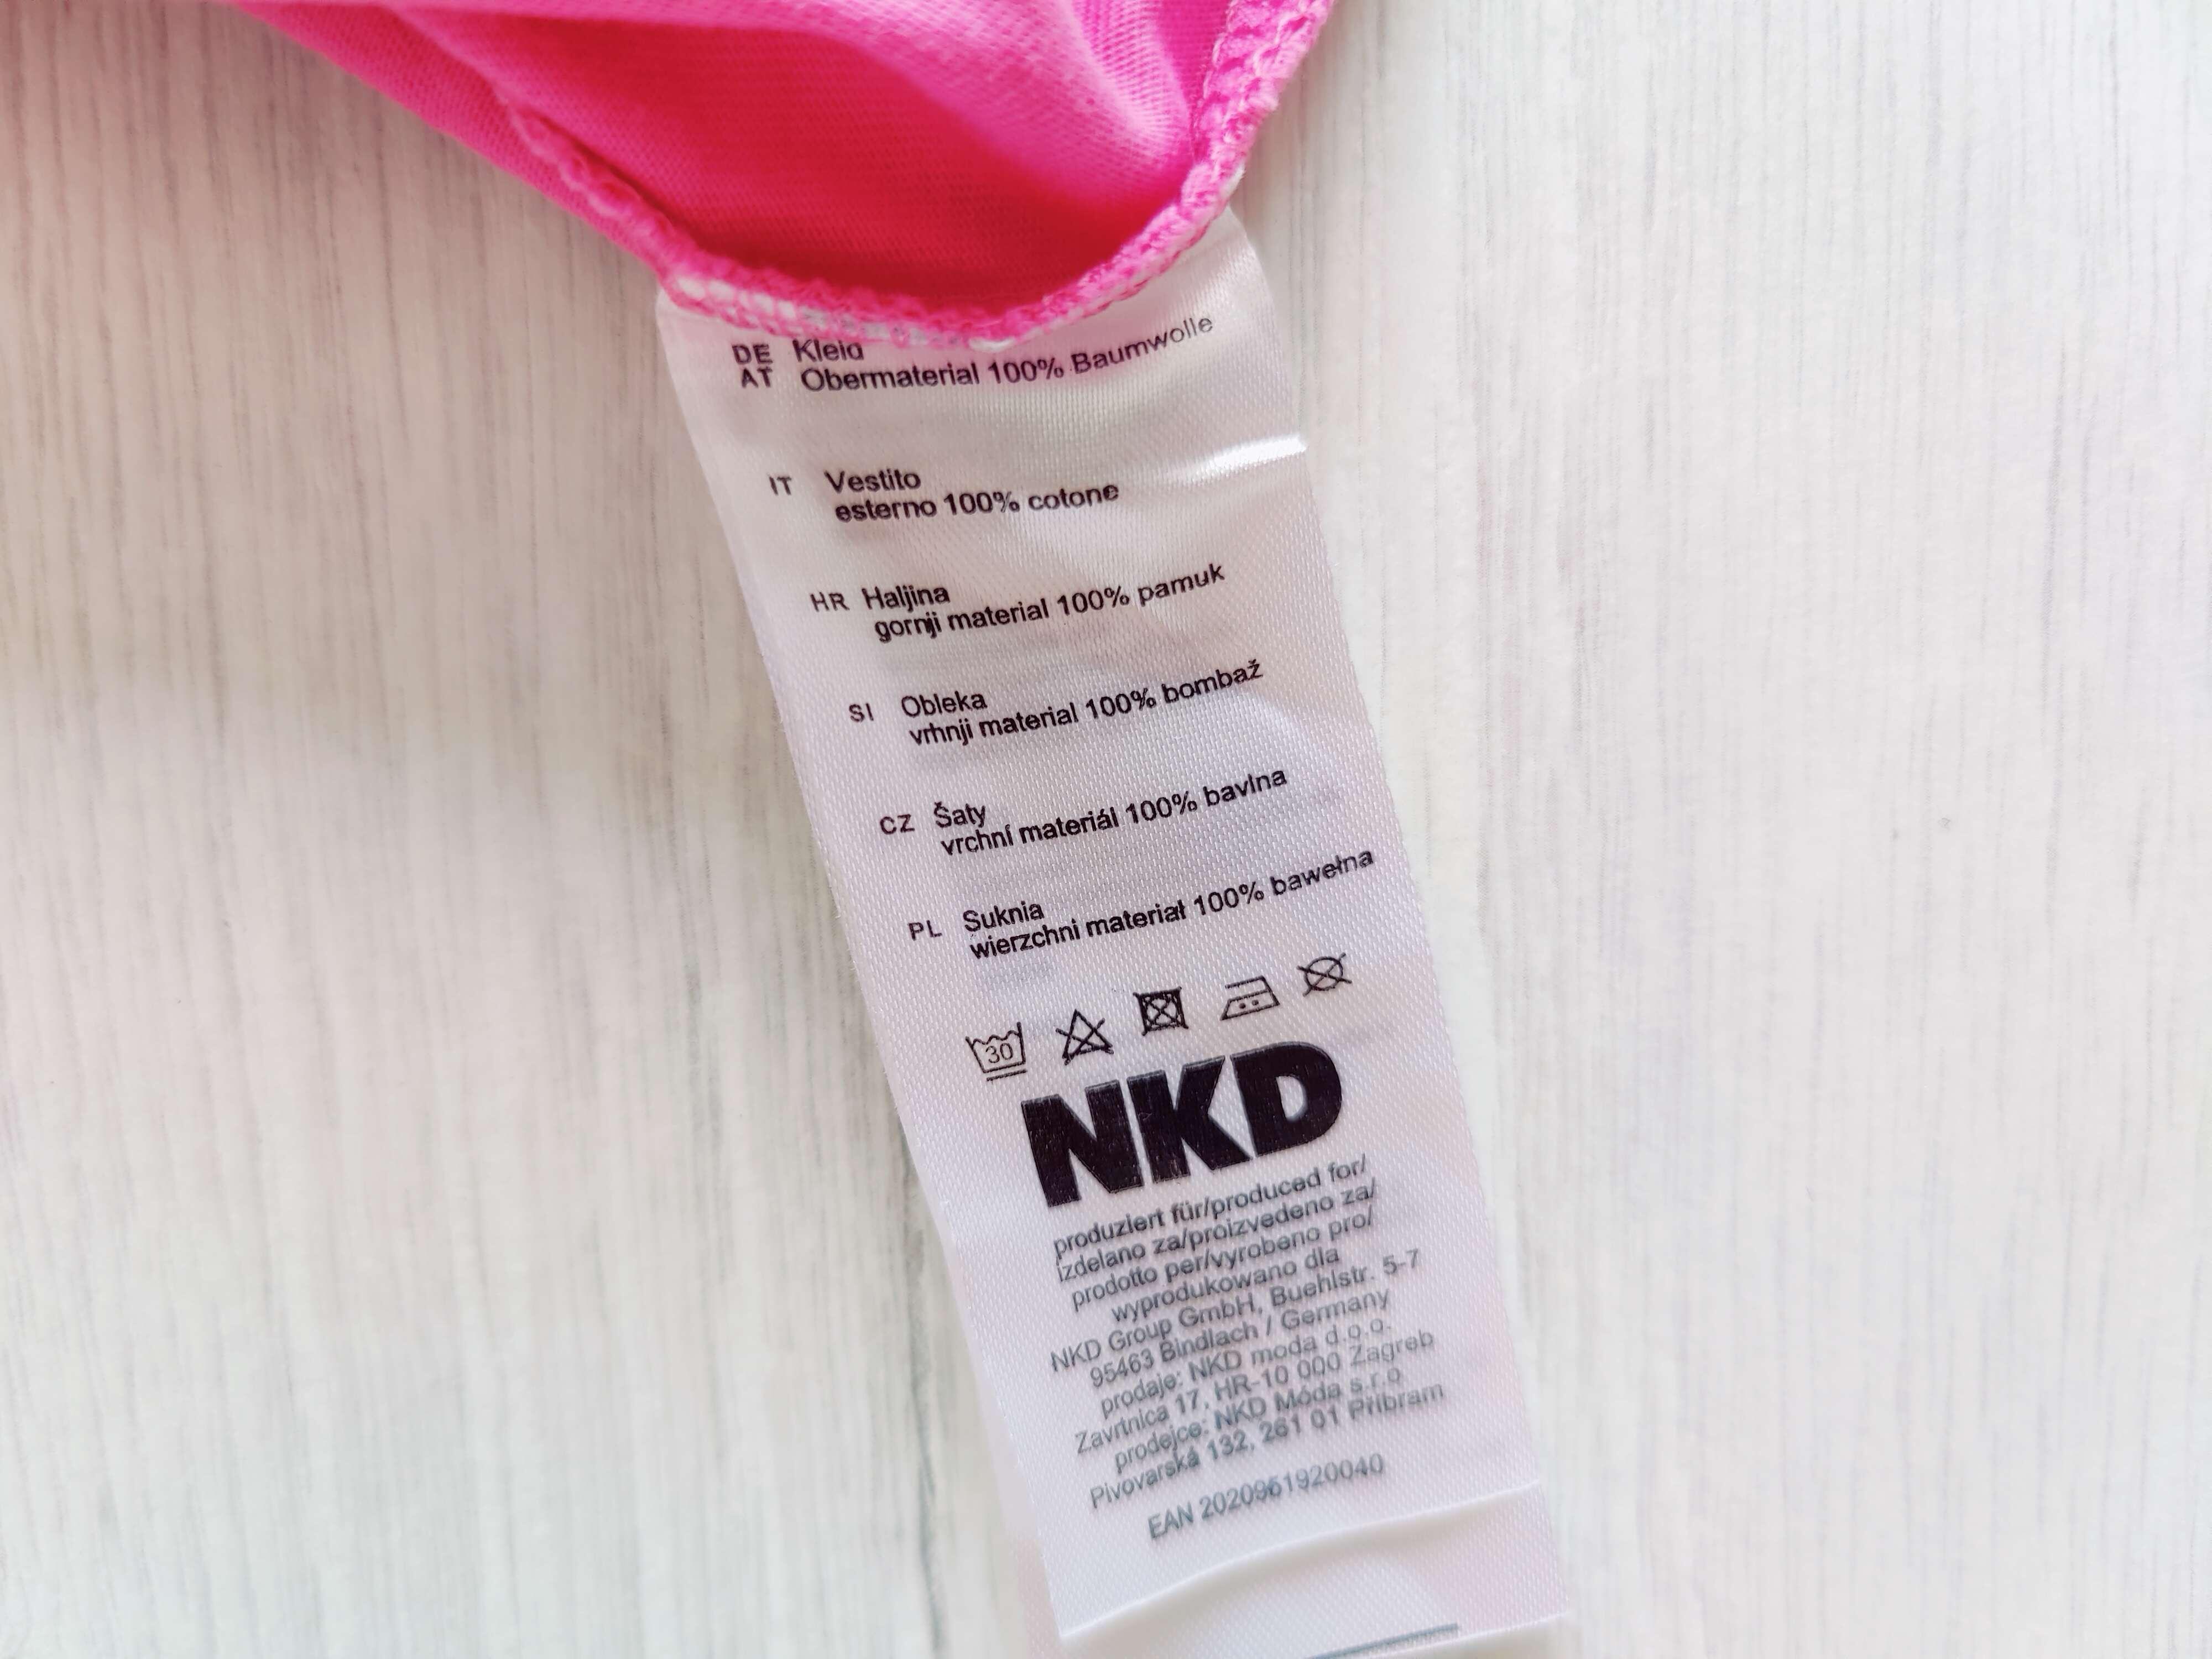 DE Kleid
AT Obermaterial 100% Baumwolle
IT Vestito
esterno 100% cotone
HR Haljina
gornji material 100% pamuk
SI Obleka
vrhnji material 100% bombaž
CZ Šaty
vrchní materiál 100% bavlna
PL Suknia
wierzchni materiał 100% bawełna
30
NKD
produziert für/produced for/
izdelano za/proizvedeno za/
prodotto per/vyrobeno pro/
wyprodukowano dla
NKD Group GmbH, Buehlstr. 5-7
95463 Bindlach / Germany
prodaje: NKD moda d.o.o.
Zavrtnica 17, HR-10 000 Zagreb
prodejce: NKD Móda s.r.o
Pivovarská 132, 261 01 Příbram
EAN 2020961920040